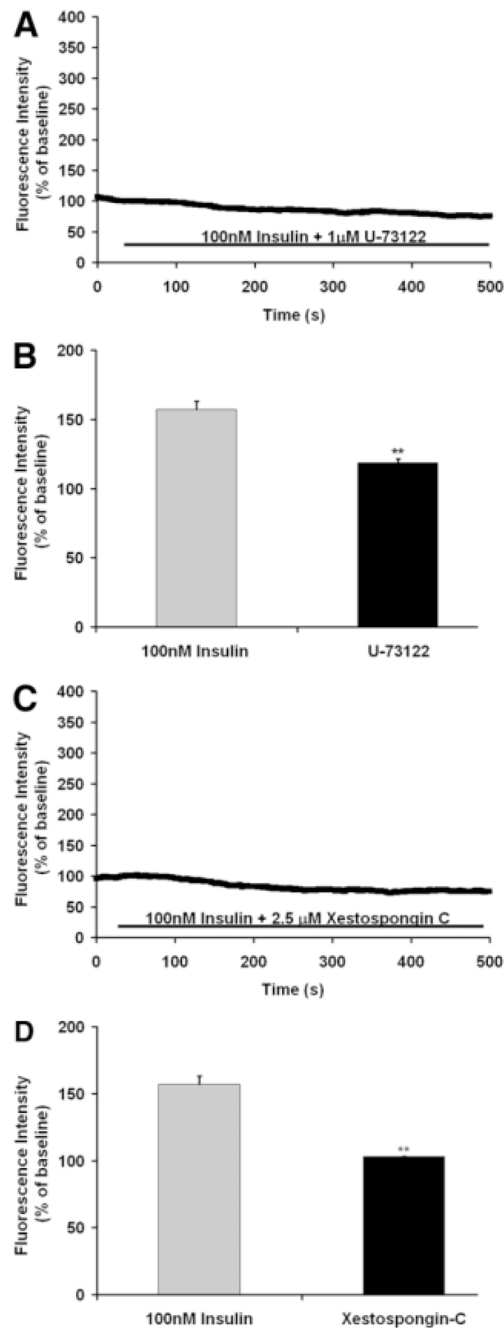 A
Fluorescence Intensity
(% of baseline)
400
350
300
250
200
150
100
50
0
100nM Insulin + 1μM U-73122
0 100 200 300 400 500
Time (s)
B
Fluorescence Intensity
(% of baseline)
200
150
100
50
0
**
100nM Insulin U-73122
C
Fluorescence Intensity
(% of baseline)
400
350
300
250
200
150
100
50
0
100nM Insulin + 2.5 μM Xestospongin C
0 100 200 300 400 500
Time (s)
D
Fluorescence Intensity
(% of baseline)
200
150
100
50
0
**
100nM Insulin Xestospongin-C